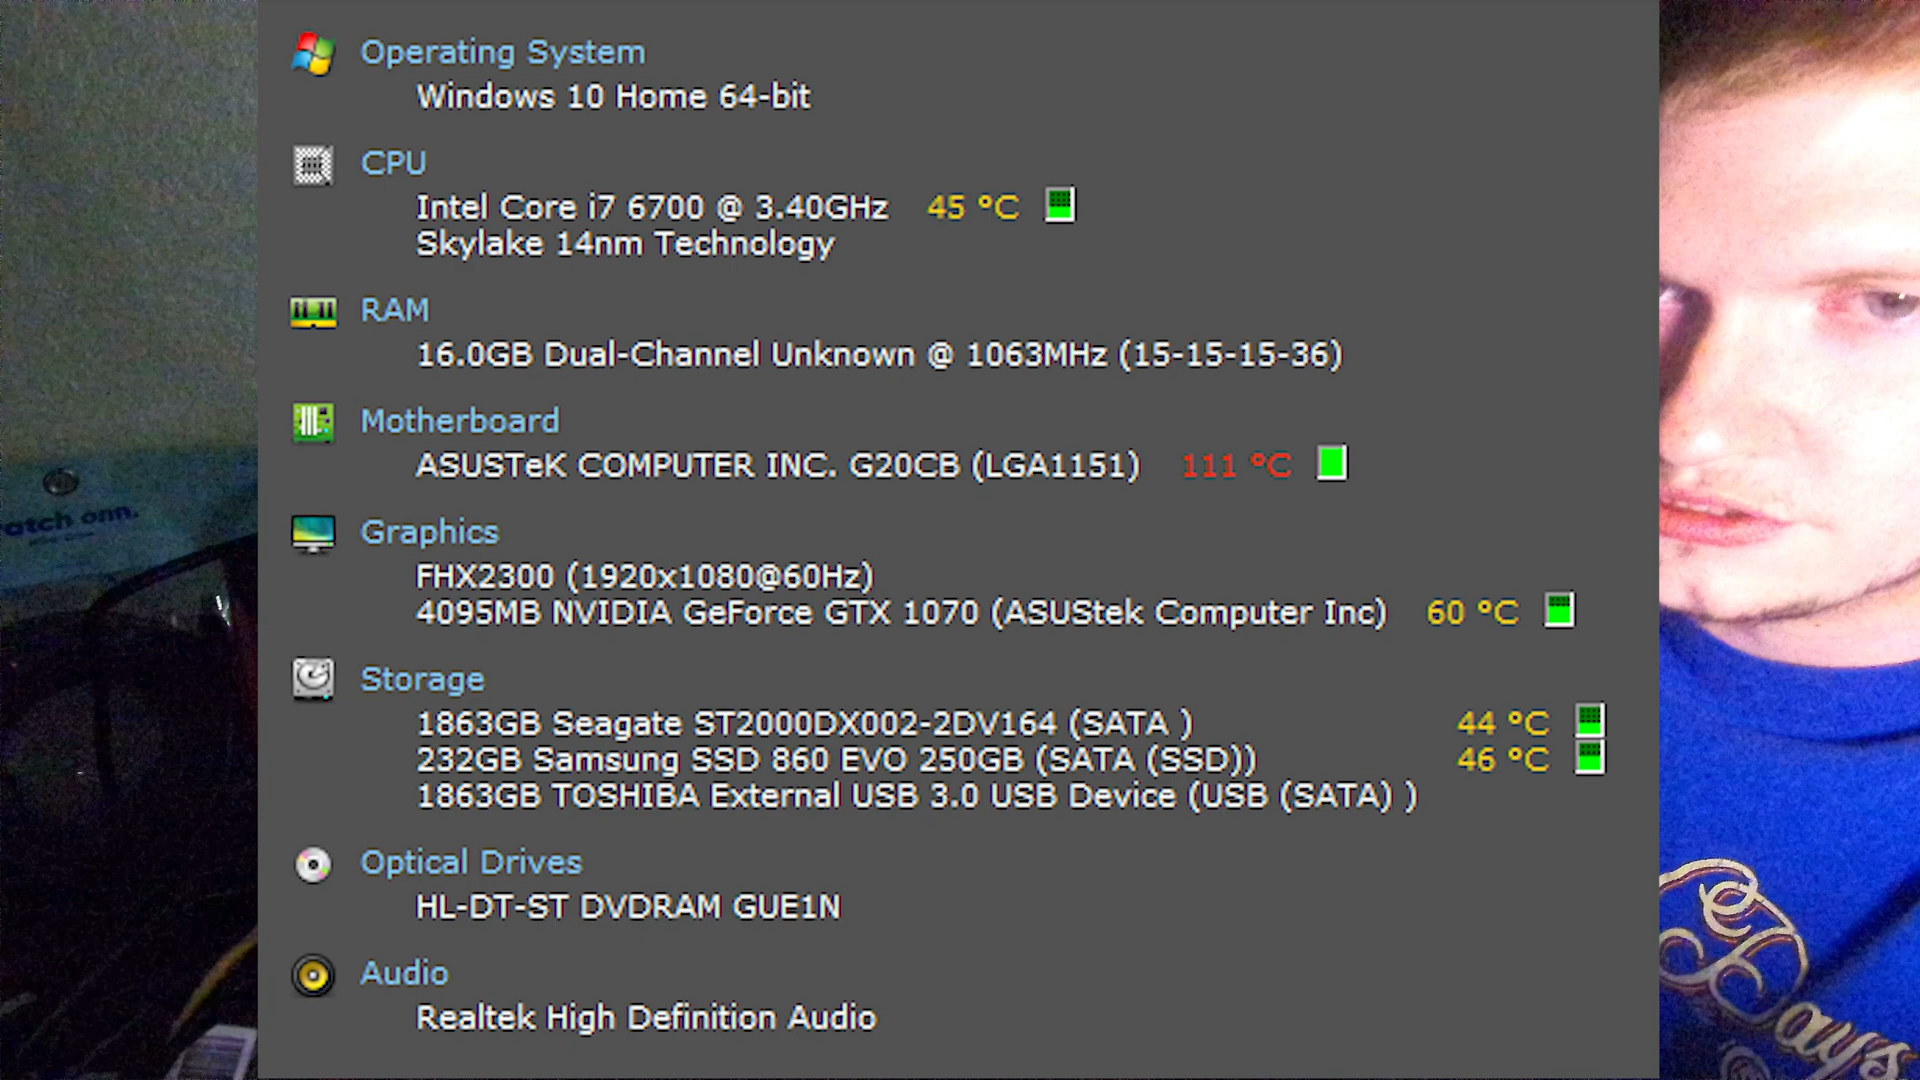 Operating System
Windows 10 Home 64-bit
CPU
Intel Core i7 6700 @ 3.40GHz 45 °C
Skylake 14nm Technology
RAM
16.0GB Dual-Channel Unknown @ 1063MHz (15-15-15-36)
Motherboard
ASUSTeK COMPUTER INC. G20CB (LGA1151) 111 °C
Graphics
FHX2300 (1920x1080@60Hz)
4095MB NVIDIA GeForce GTX 1070 (ASUStek Computer Inc) 60 °C
Storage
1863GB Seagate ST2000DX002-2DV164 (SATA ) 44 °C
232GB Samsung SSD 860 EVO 250GB (SATA (SSD)) 46 °C
1863GB TOSHIBA External USB 3.0 USB Device (USB (SATA) )
Optical Drives
HL-DT-ST DVDRAM GUE1N
Audio
Realtek High Definition Audio
onn.